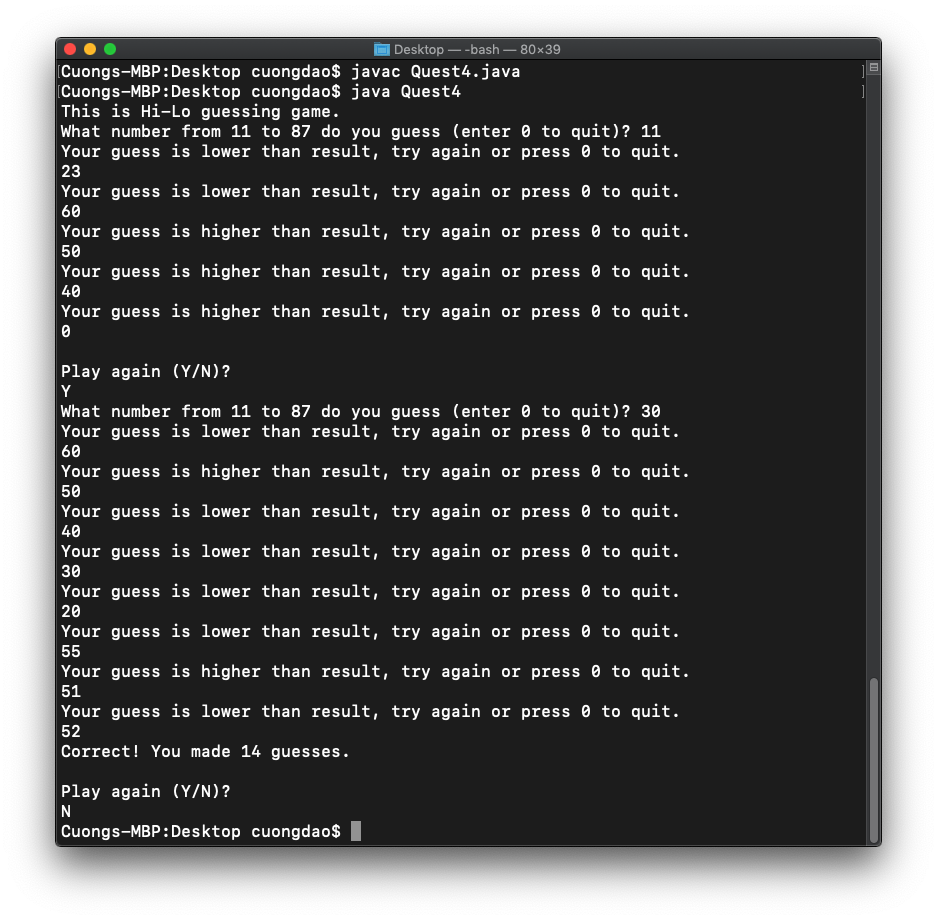 Desktop — -bash — 80×39
[Cuongs-MBP:Desktop cuongdao$ javac Quest4.java ]
[Cuongs-MBP:Desktop cuongdao$ java Quest4 ]
This is Hi-Lo guessing game.
What number from 11 to 87 do you guess (enter 0 to quit)? 11
Your guess is lower than result, try again or press 0 to quit.
23
Your guess is lower than result, try again or press 0 to quit.
60
Your guess is higher than result, try again or press 0 to quit.
50
Your guess is higher than result, try again or press 0 to quit.
40
Your guess is higher than result, try again or press 0 to quit.
0
Play again (Y/N)?
Y
What number from 11 to 87 do you guess (enter 0 to quit)? 30
Your guess is lower than result, try again or press 0 to quit.
60
Your guess is higher than result, try again or press 0 to quit.
50
Your guess is lower than result, try again or press 0 to quit.
40
Your guess is lower than result, try again or press 0 to quit.
30
Your guess is lower than result, try again or press 0 to quit.
20
Your guess is lower than result, try again or press 0 to quit.
55
Your guess is higher than result, try again or press 0 to quit.
51
Your guess is lower than result, try again or press 0 to quit.
52
Correct! You made 14 guesses.
Play again (Y/N)?
N
Cuongs-MBP:Desktop cuongdao$